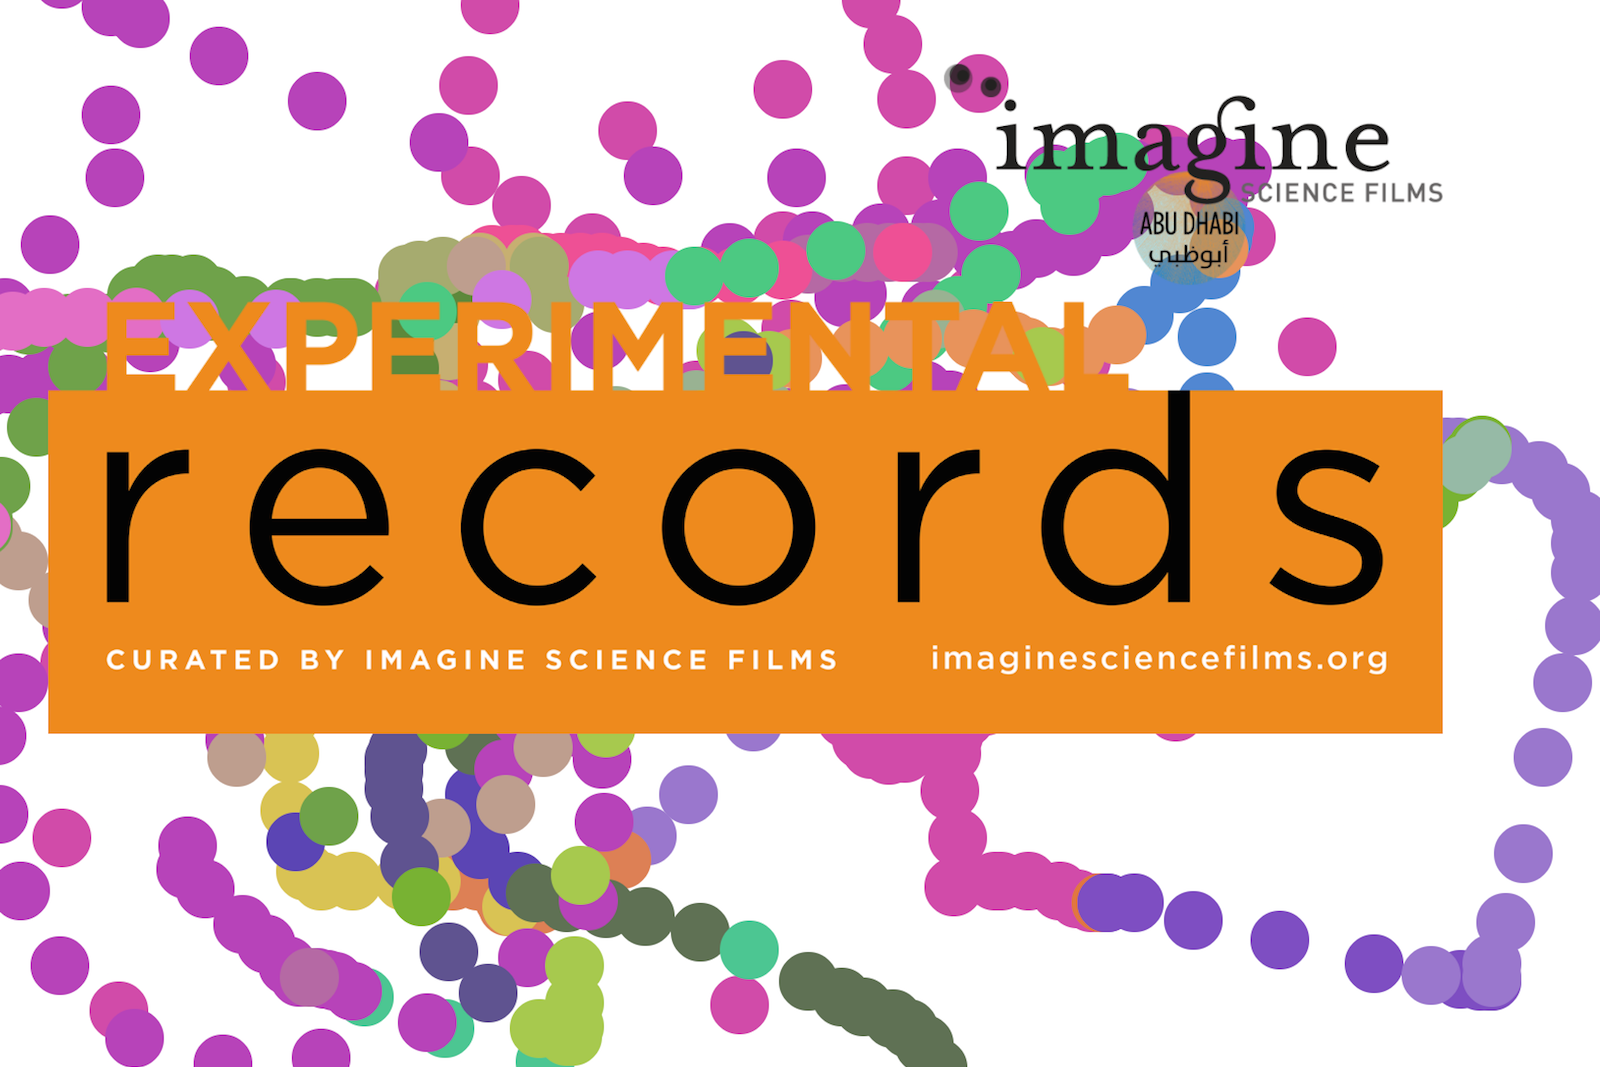 imagine
SCIENCE FILMS
ABU DHABI
أبوظبي
EXPERIMENTAL
records
CURATED BY IMAGINE SCIENCE FILMS
imaginesciencefilms.org